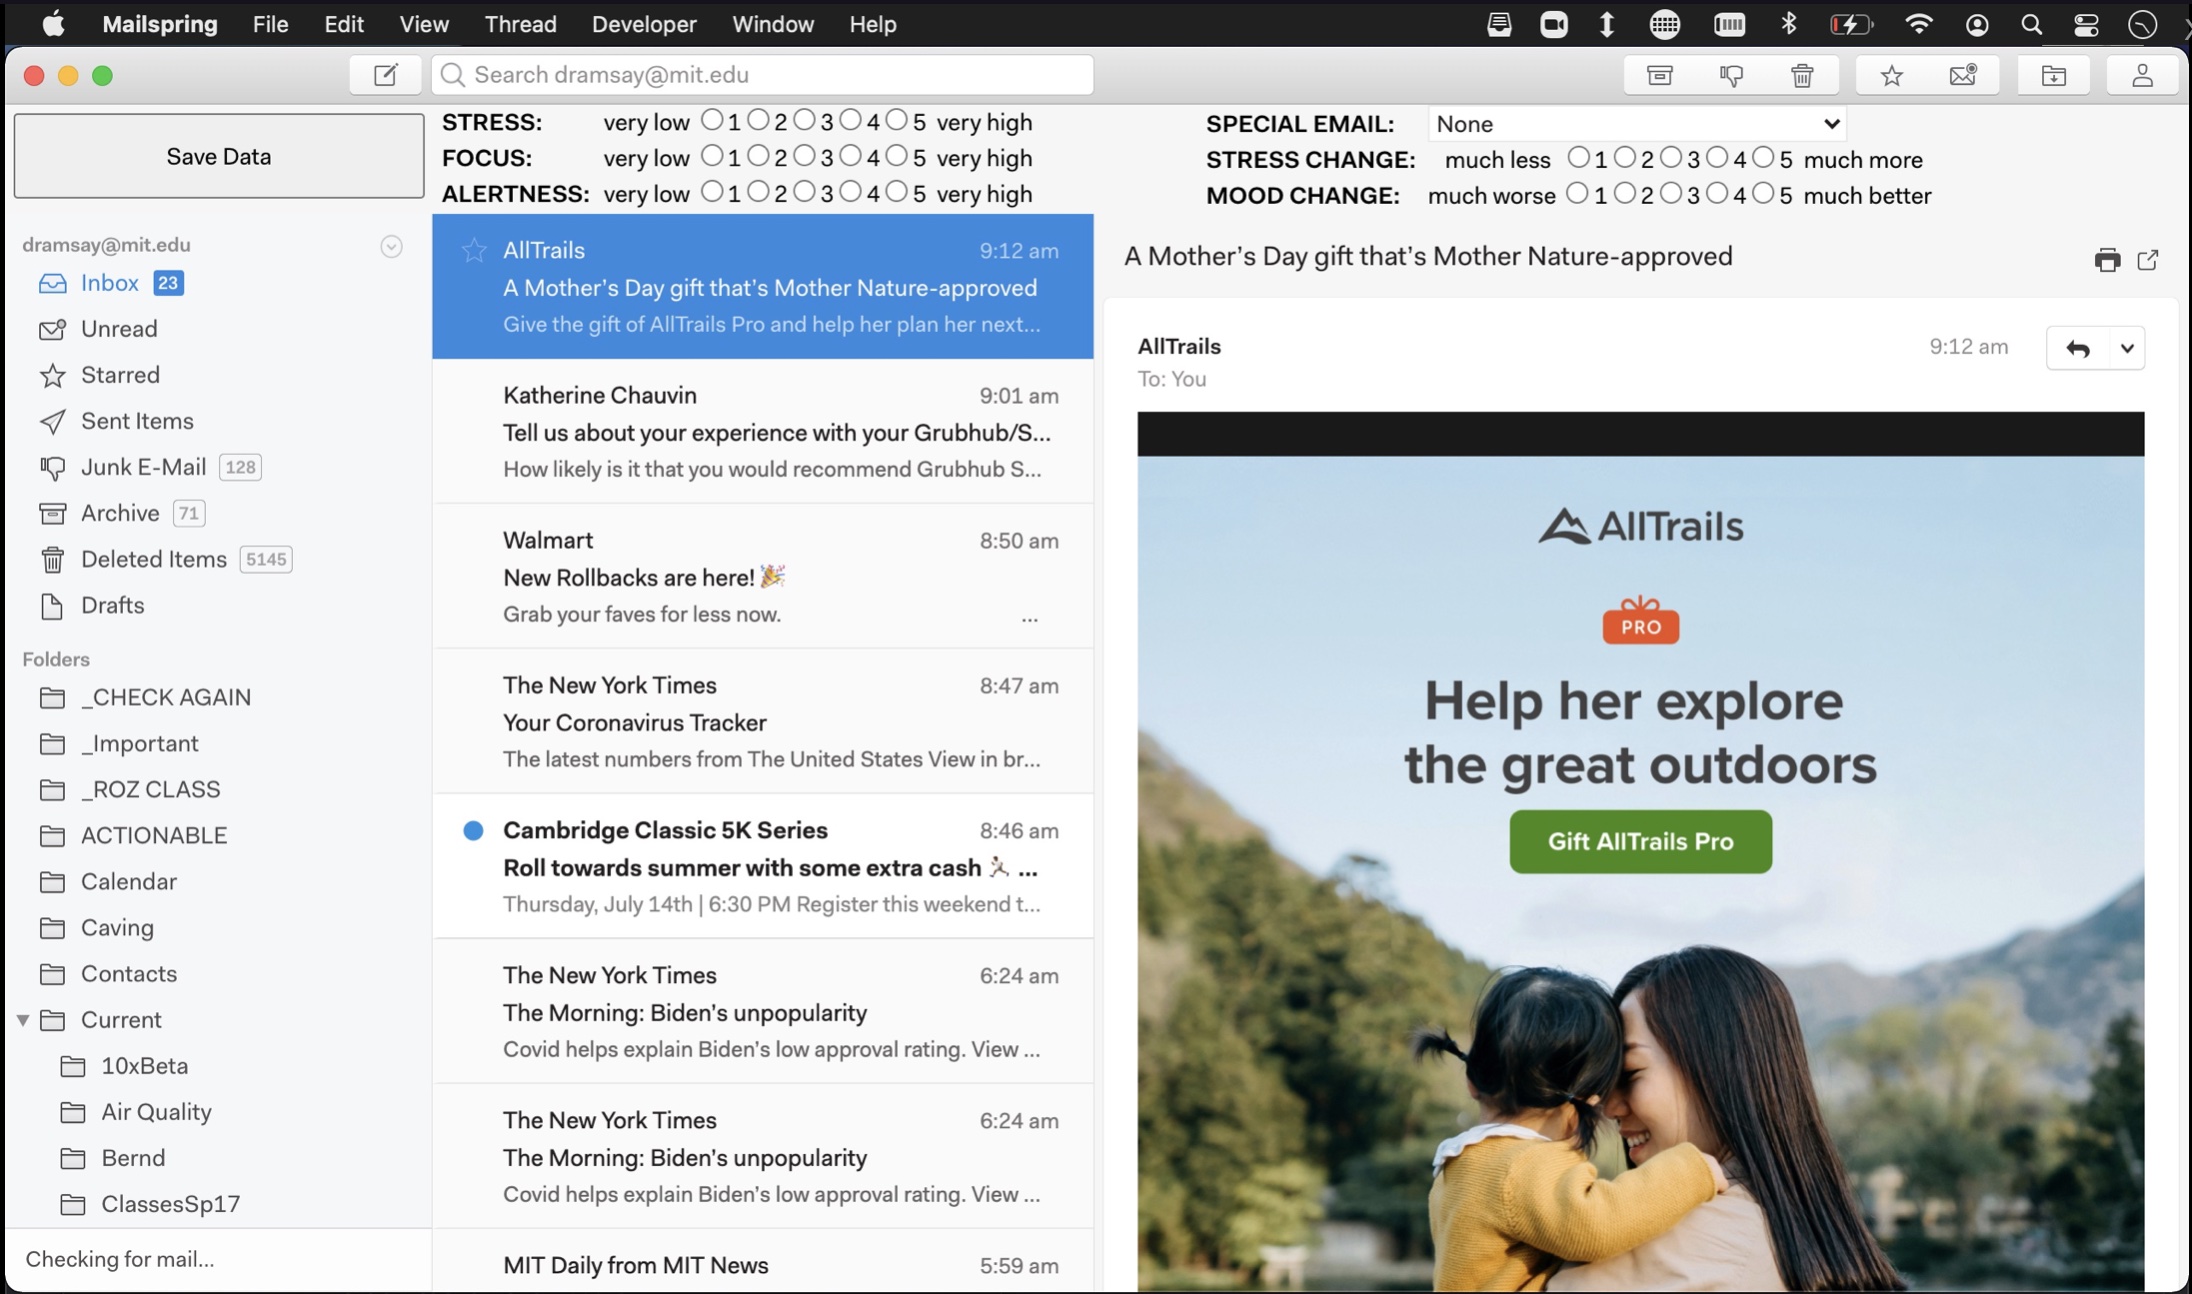 Mailspring File Edit View Thread Developer Window Help
Search dramsay@mit.edu
Save Data
STRESS: very low 1 2 3 4 5 very high
FOCUS: very low 1 2 3 4 5 very high
ALERTNESS: very low 1 2 3 4 5 very high
SPECIAL EMAIL: None
STRESS CHANGE: much less 1 2 3 4 5 much more
MOOD CHANGE: much worse 1 2 3 4 5 much better
dramsay@mit.edu
Inbox 23
Unread
Starred
Sent Items
Junk E-Mail 128
Archive 71
Deleted Items 5145
Drafts
Folders
_CHECK AGAIN
_Important
_ROZ CLASS
ACTIONABLE
Calendar
Caving
Contacts
Current
10xBeta
Air Quality
Bernd
ClassesSp17
Checking for mail...
AllTrails 9:12 am
A Mother’s Day gift that’s Mother Nature-approved
Give the gift of AllTrails Pro and help her plan her next...
Katherine Chauvin 9:01 am
Tell us about your experience with your Grubhub/S...
How likely is it that you would recommend Grubhub S...
Walmart 8:50 am
New Rollbacks are here! 🎉
Grab your faves for less now. ...
The New York Times 8:47 am
Your Coronavirus Tracker
The latest numbers from The United States View in br...
Cambridge Classic 5K Series 8:46 am
Roll towards summer with some extra cash 🏃 ...
Thursday, July 14th | 6:30 PM Register this weekend t...
The New York Times 6:24 am
The Morning: Biden’s unpopularity
Covid helps explain Biden’s low approval rating. View ...
The New York Times 6:24 am
The Morning: Biden’s unpopularity
Covid helps explain Biden’s low approval rating. View ...
MIT Daily from MIT News 5:59 am
A Mother’s Day gift that’s Mother Nature-approved
AllTrails 9:12 am
To: You
AllTrails
PRO
Help her explore
the great outdoors
Gift AllTrails Pro